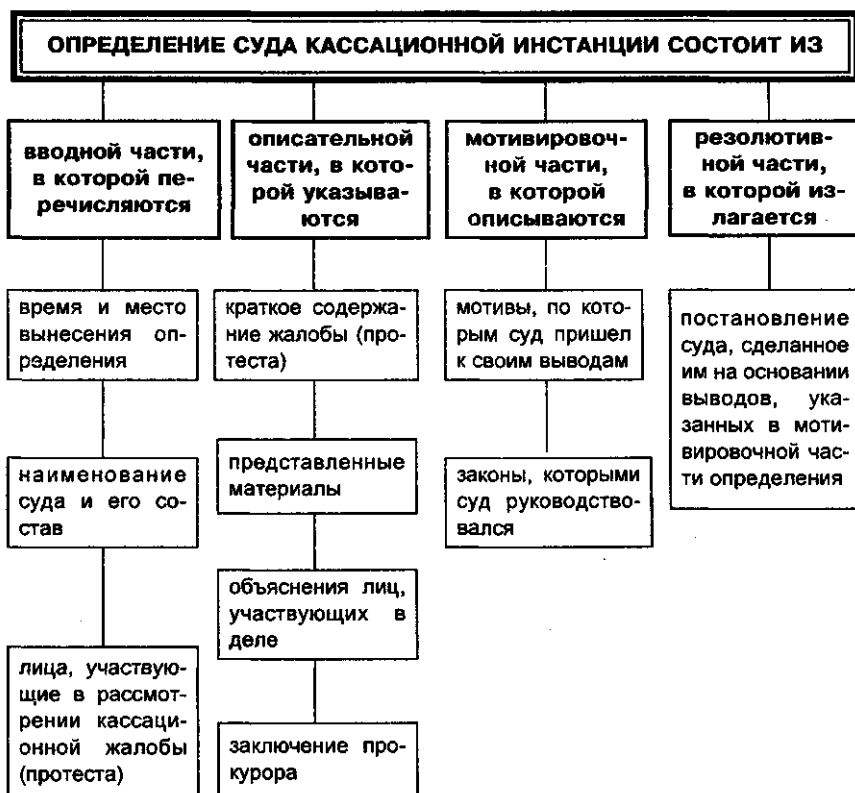 ОПРЕДЕЛЕНИЕ СУДА КАССАЦИОННОЙ ИНСТАНЦИИ СОСТОИТ ИЗ
вводной части,
в которой пе-
речисляются
время и место
вынесения оп-
ределения
наименование
суда и его со-
став
лица, участвую-
щие в рассмот-
рении кассаци-
онной жалобы
(протеста)
описательной
части, в кото-
рой указыва-
ются
краткое содержа-
ние жалобы (про-
теста)
представленные
материалы
объяснения лиц,
участвующих в
деле
заключение про-
курора
мотивировоч-
ной части,
в которой
описываются
мотивы, по кото-
рым суд пришел
к своим выводам
законы, которыми
суд руководство-
вался
резолютив-
ной части,
в которой из-
лагается
постановление
суда, сделанное
им на основании
выводов, ука-
занных в моти-
вировочной час-
ти определения